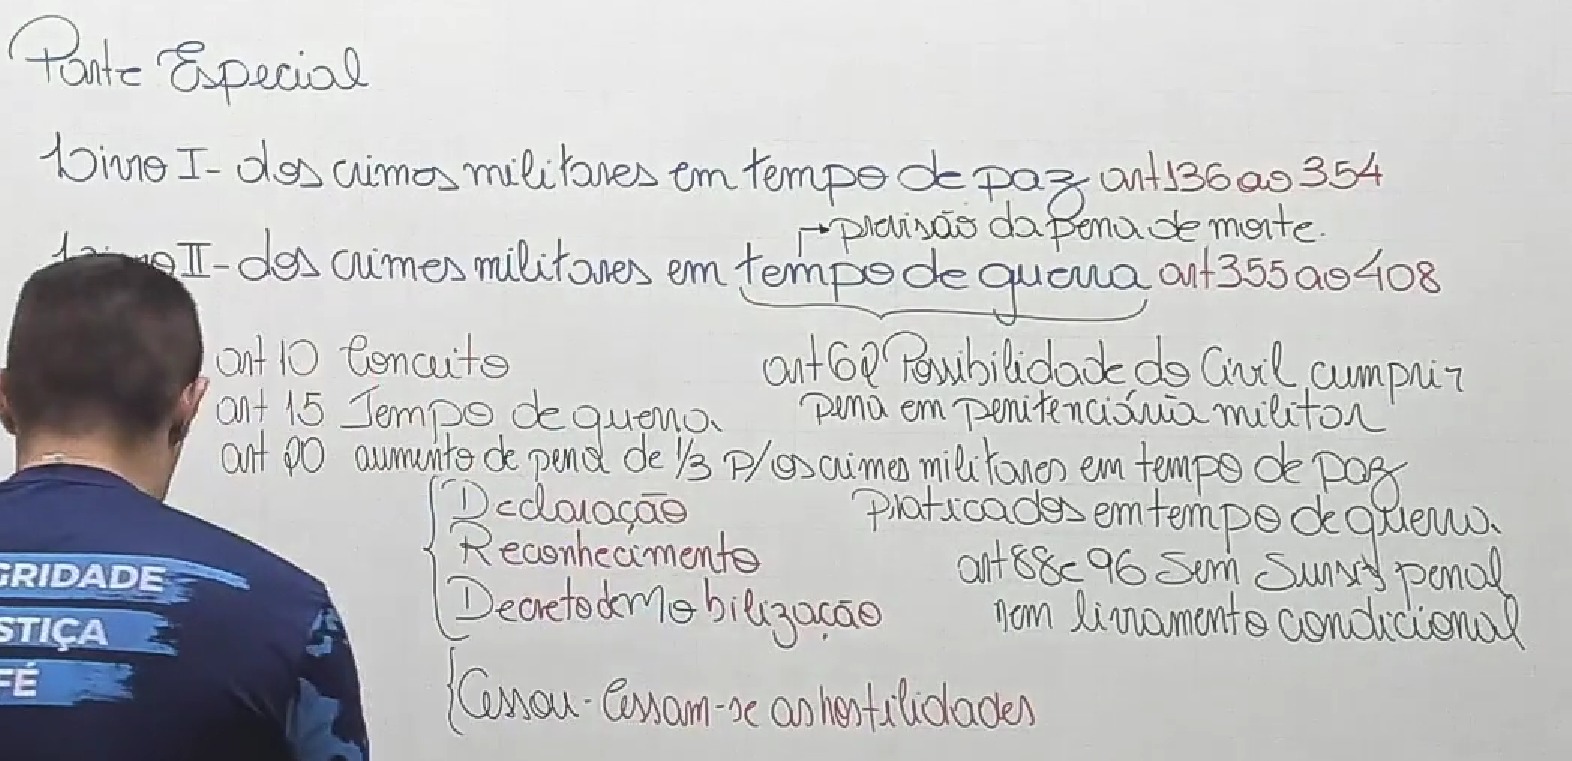 Parte Especial
Livro I - dos crimes militares em tempo de paz art 136 ao 354
→ previsão da pena de morte.
II - dos crimes militares em tempo de guerra art 355 ao 408
art 10 Conceito
art 62 Possibilidade do Civil cumprir
pena em penitenciária militar
art 15 Tempo de guerra.
art 20 aumento de pena de 1/3 p/ os crimes militares em tempo de paz
praticados em tempo de guerra.
Declaração
Reconhecimento
Decreto de Mobilização
art 88 e 96 Sem Sursis penal
nem livramento condicional
Cessou - Cessam-se as hostilidades
GRIDADE
STIÇA
FÉ